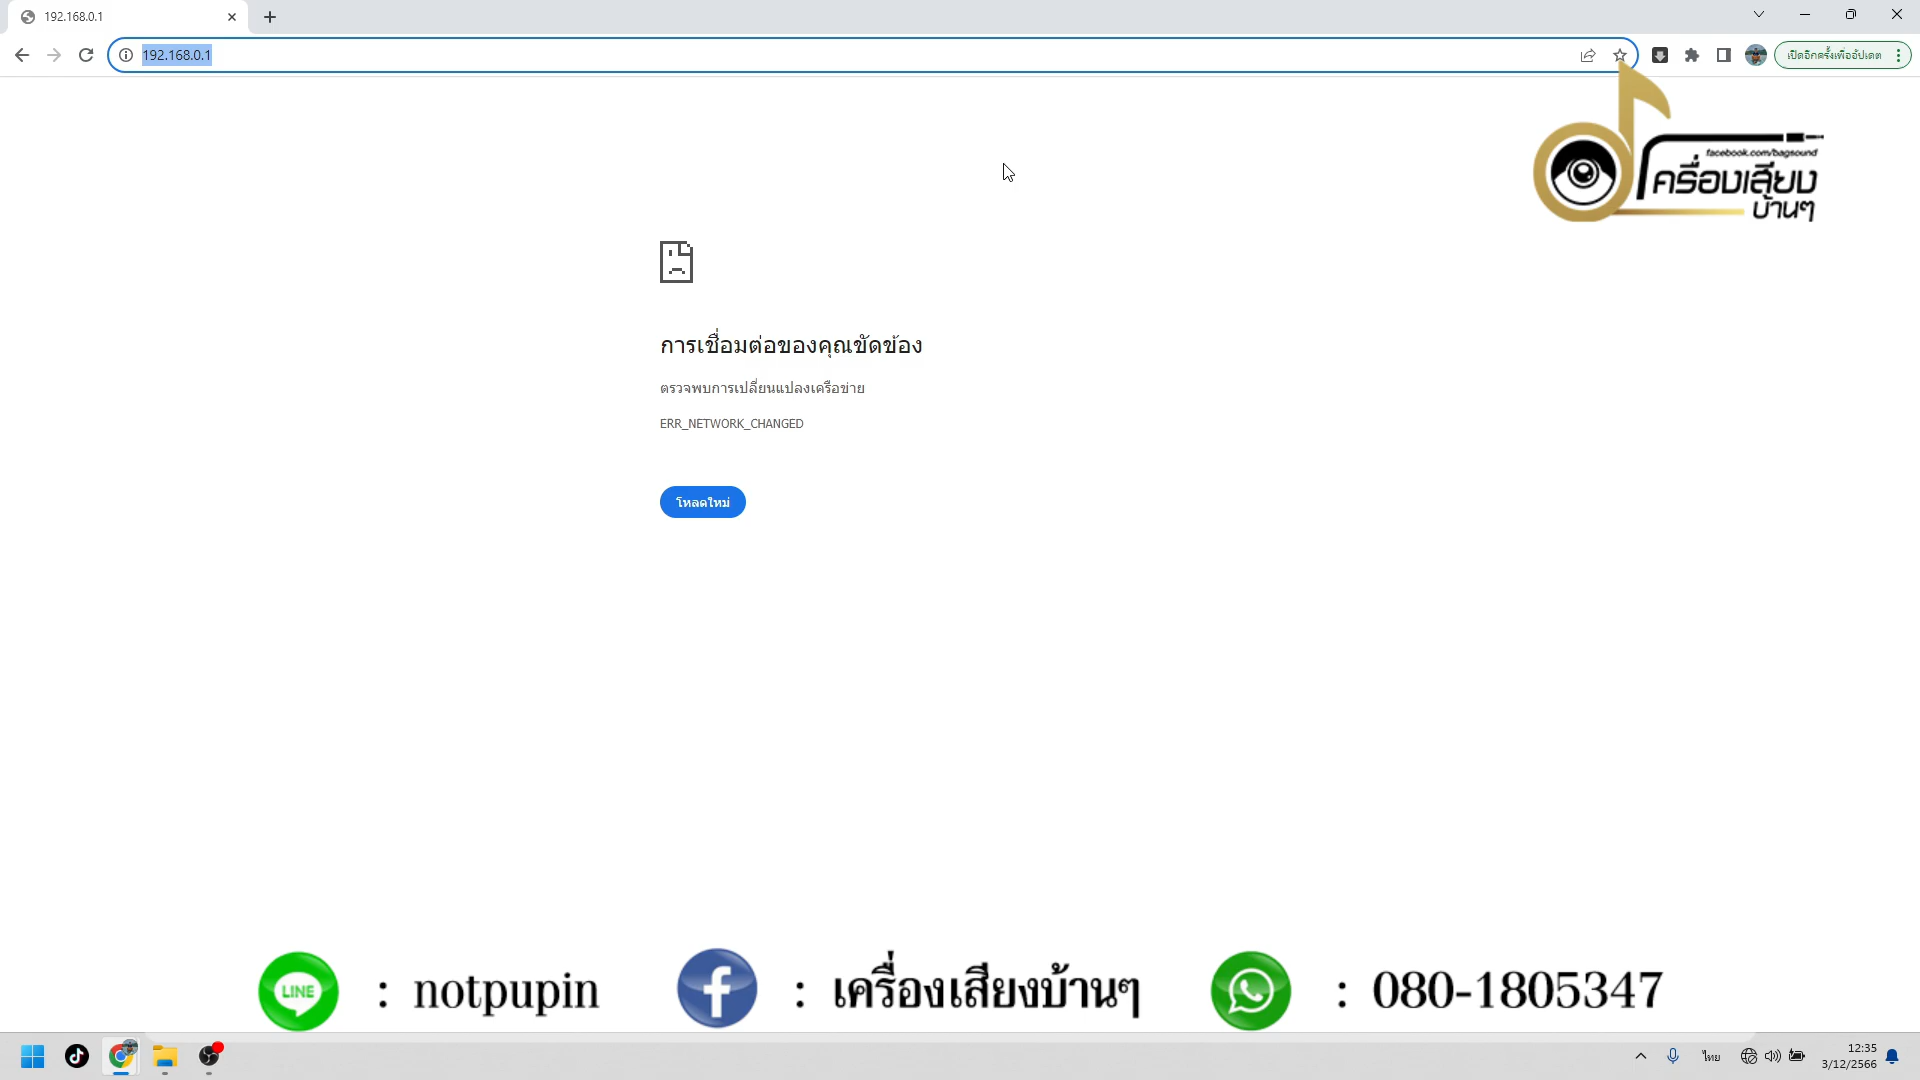 192.168.0.1
192.168.0.1
เปิดอีกครั้งเพื่ออัปเดต
facebook.com/bagsound
เครื่องเสียง
บ้านๆ
การเชื่อมต่อของคุณขัดข้อง
ตรวจพบการเปลี่ยนแปลงเครือข่าย
ERR_NETWORK_CHANGED
โหลดใหม่
LINE : notpupin
f : เครื่องเสียงบ้านๆ
: 080-1805347
ไทย
12:35
3/12/2566